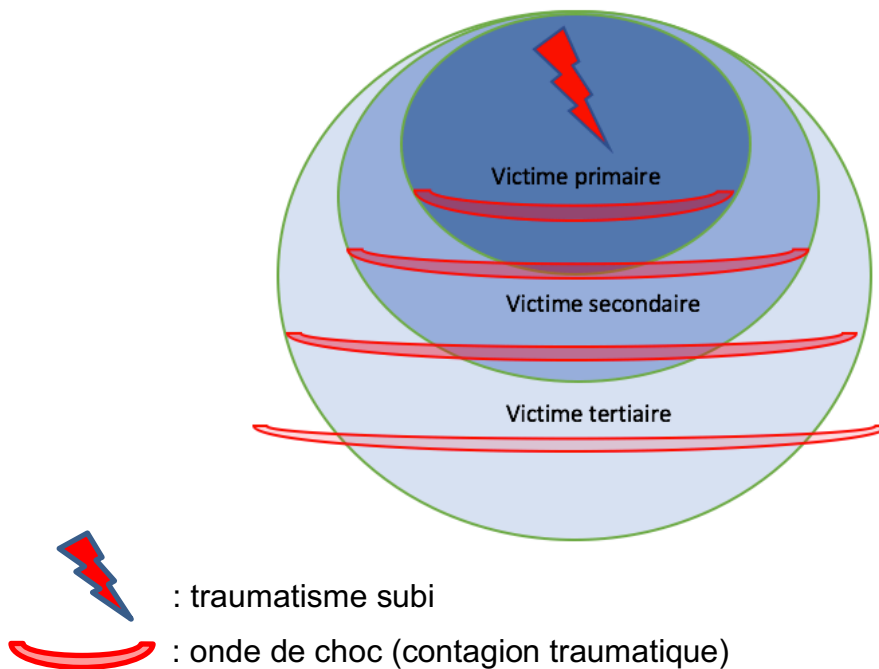 Victime primaire
Victime secondaire
Victime tertiaire
: traumatisme subi
: onde de choc (contagion traumatique)